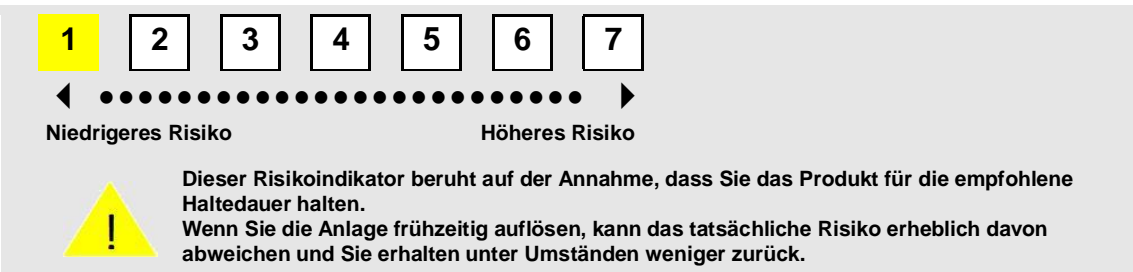 1 2 3 4 5 6 7
Niedrigeres Risiko Höheres Risiko
Dieser Risikoindikator beruht auf der Annahme, dass Sie das Produkt für die empfohlene
Haltedauer halten.
Wenn Sie die Anlage frühzeitig auflösen, kann das tatsächliche Risiko erheblich davon
abweichen und Sie erhalten unter Umständen weniger zurück.
!